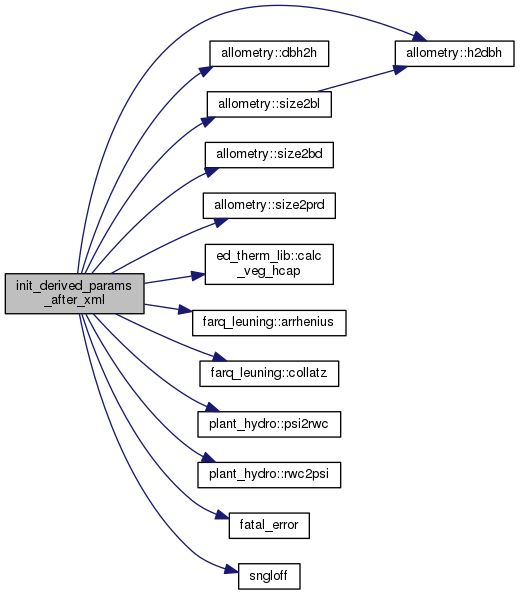 allometry::dbh2h
allometry::h2dbh
allometry::size2bl
allometry::size2bd
allometry::size2prd
ed_therm_lib::calc
_veg_hcap
init_derived_params
_after_xml
farq_leuning::arrhenius
farq_leuning::collatz
plant_hydro::psi2rwc
plant_hydro::rwc2psi
fatal_error
sngloff